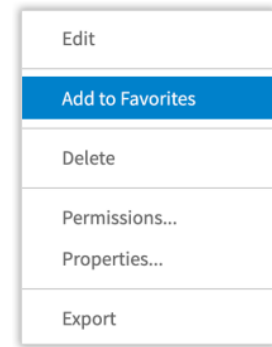 Edit
Add to Favorites
Delete
Permissions...
Properties...
Export